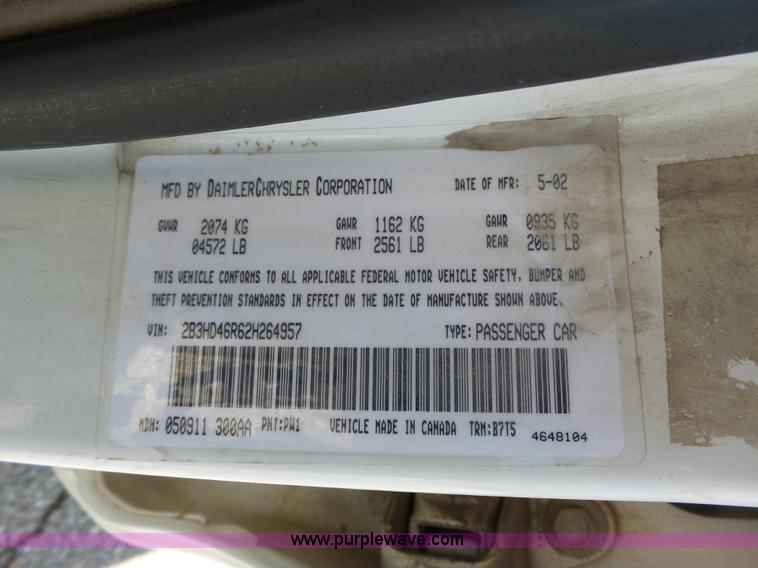 MFD BY DAIMLERCHRYSLER CORPORATION DATE OF MFR: 5-02
GVWR 2074 KG GAWR 1162 KG GAWR 0935 KG
04572 LB FRONT 2561 LB REAR 2061 LB
THIS VEHICLE CONFORMS TO ALL APPLICABLE FEDERAL MOTOR VEHICLE SAFETY, BUMPER AND
THEFT PREVENTION STANDARDS IN EFFECT ON THE DATE OF MANUFACTURE SHOWN ABOVE.
VIN: 2B3HD46R62H264957 TYPE: PASSENGER CAR
MDH: 050911 300AA PNT:PW1 VEHICLE MADE IN CANADA TRM:B7T5
4648104
www.purplewave.com